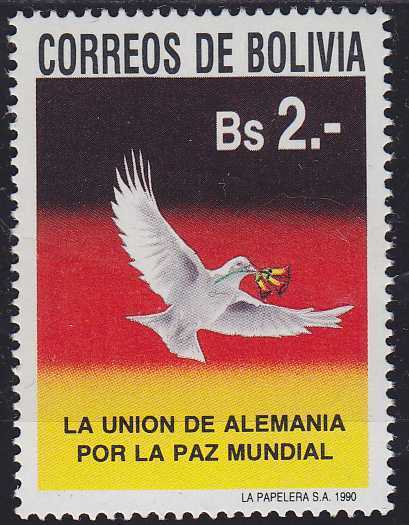 CORREOS DE BOLIVIA
Bs 2.-
LA UNION DE ALEMANIA
POR LA PAZ MUNDIAL
LA PAPELERA S.A. 1990